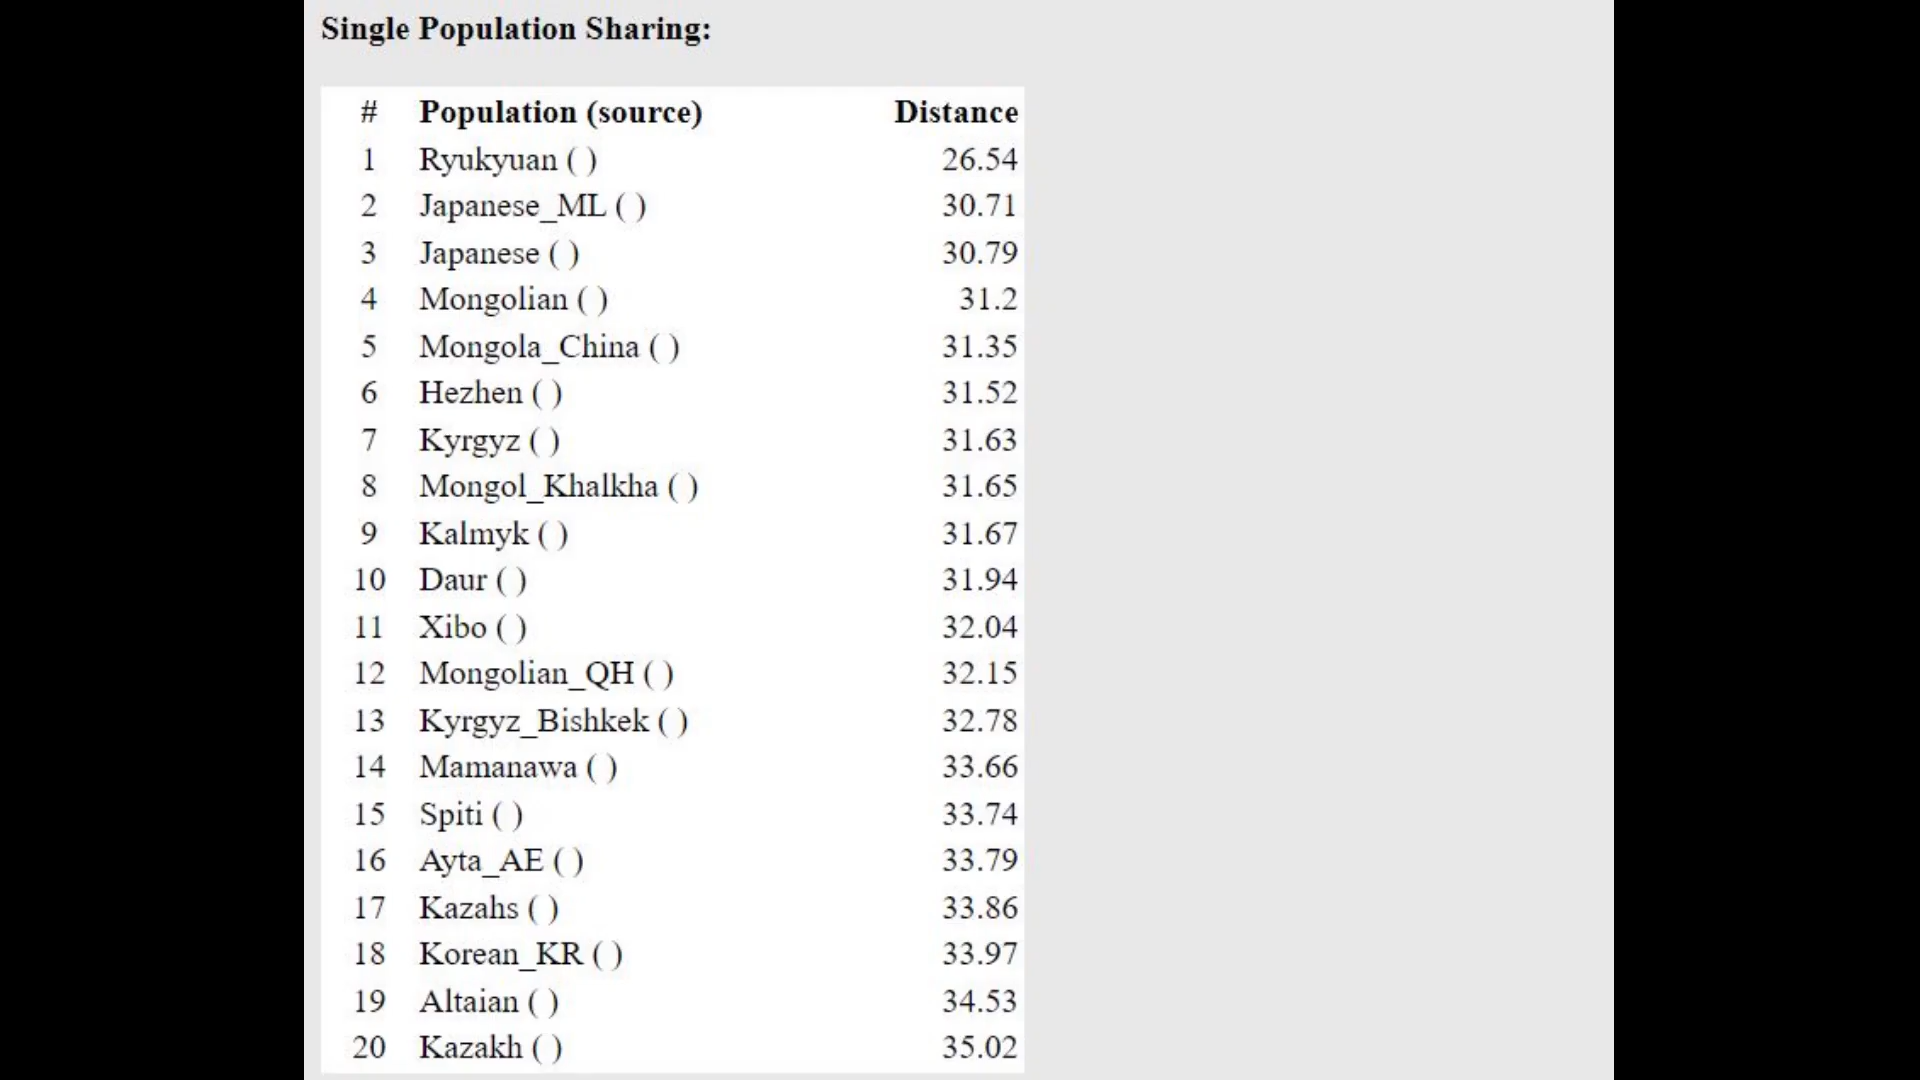 Single Population Sharing:
# Population (source) Distance
1 Ryukyuan ( ) 26.54
2 Japanese_ML ( ) 30.71
3 Japanese ( ) 30.79
4 Mongolian ( ) 31.2
5 Mongola_China ( ) 31.35
6 Hezhen ( ) 31.52
7 Kyrgyz ( ) 31.63
8 Mongol_Khalkha ( ) 31.65
9 Kalmyk ( ) 31.67
10 Daur ( ) 31.94
11 Xibo ( ) 32.04
12 Mongolian_QH ( ) 32.15
13 Kyrgyz_Bishkek ( ) 32.78
14 Mamanawa ( ) 33.66
15 Spiti ( ) 33.74
16 Ayta_AE ( ) 33.79
17 Kazahs ( ) 33.86
18 Korean_KR ( ) 33.97
19 Altaian ( ) 34.53
20 Kazakh ( ) 35.02